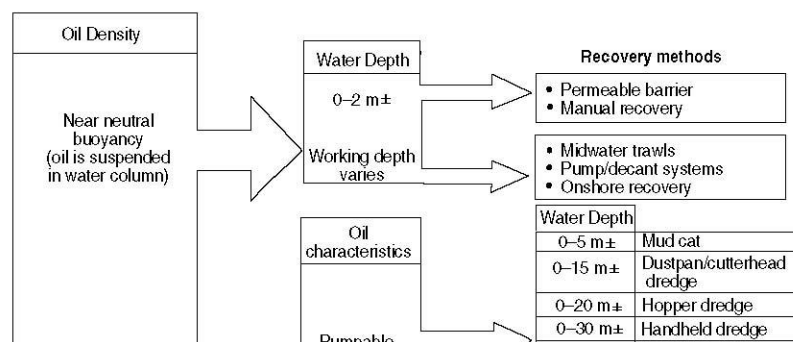 Oil Density
Near neutral
buoyancy
(oil is suspended
in water column)
Water Depth
0–2 m±
Working depth
varies
Recovery methods
• Permeable barrier
• Manual recovery
• Midwater trawls
• Pump/decant systems
• Onshore recovery
Oil
characteristics
Pumpable
Water Depth
0–5 m± Mud cat
0–15 m± Dustpan/cutterhead
dredge
0–20 m± Hopper dredge
0–30 m± Handheld dredge